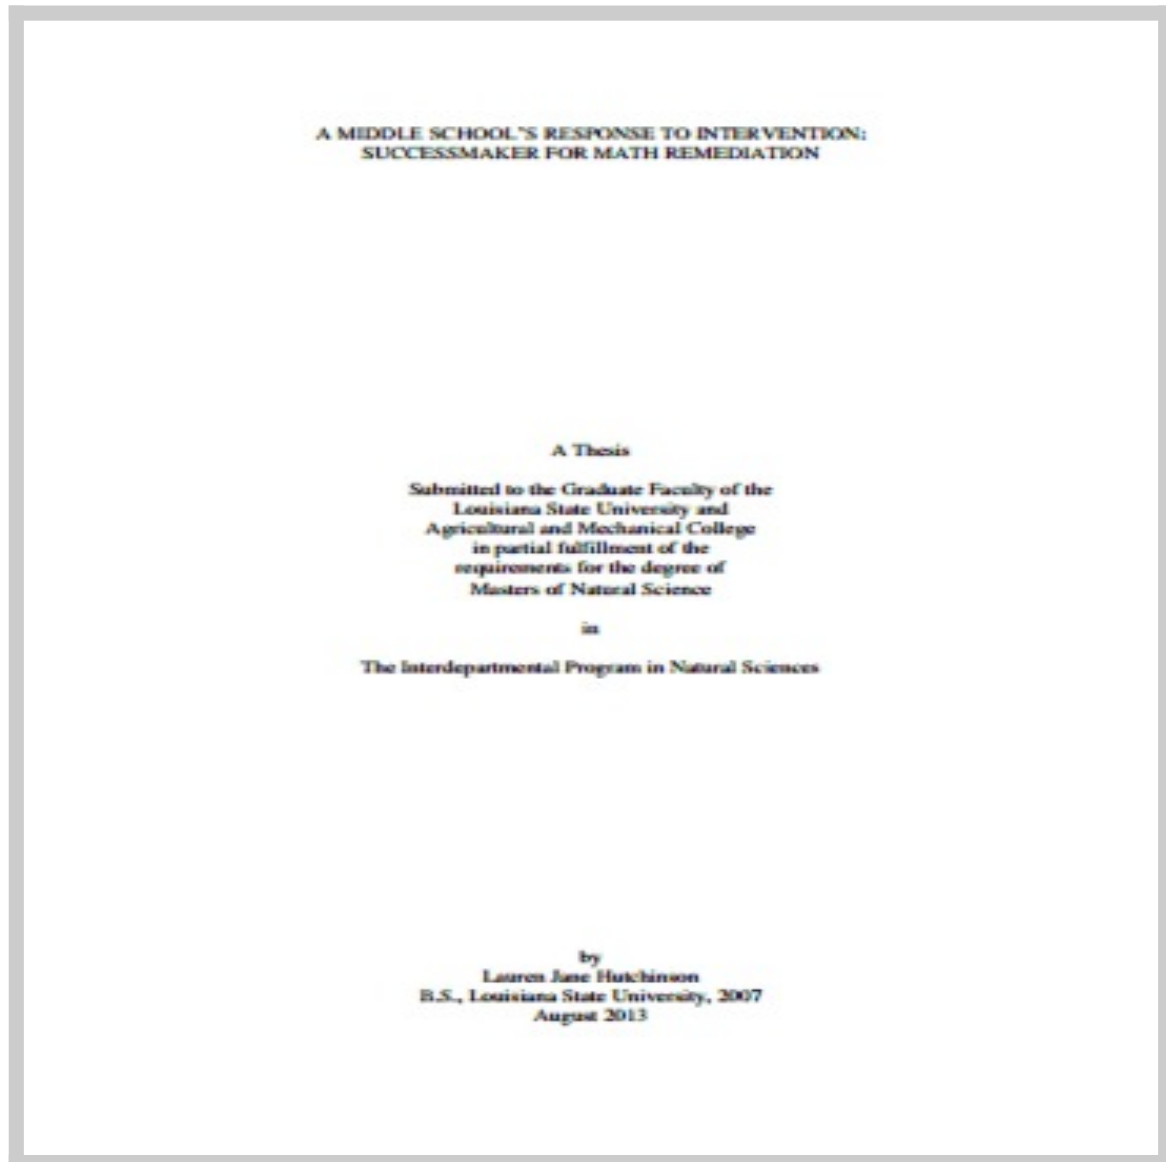 A MIDDLE SCHOOL'S RESPONSE TO INTERVENTION:
SUCCESSMAKER FOR MATH REMEDIATION
A Thesis
Submitted to the Graduate Faculty of the
Louisiana State University and
Agricultural and Mechanical College
in partial fulfillment of the
requirements for the degree of
Masters of Natural Science
in
The Interdepartmental Program in Natural Sciences
by
Lauren Jane Hutchinson
B.S., Louisiana State University, 2007
August 2013